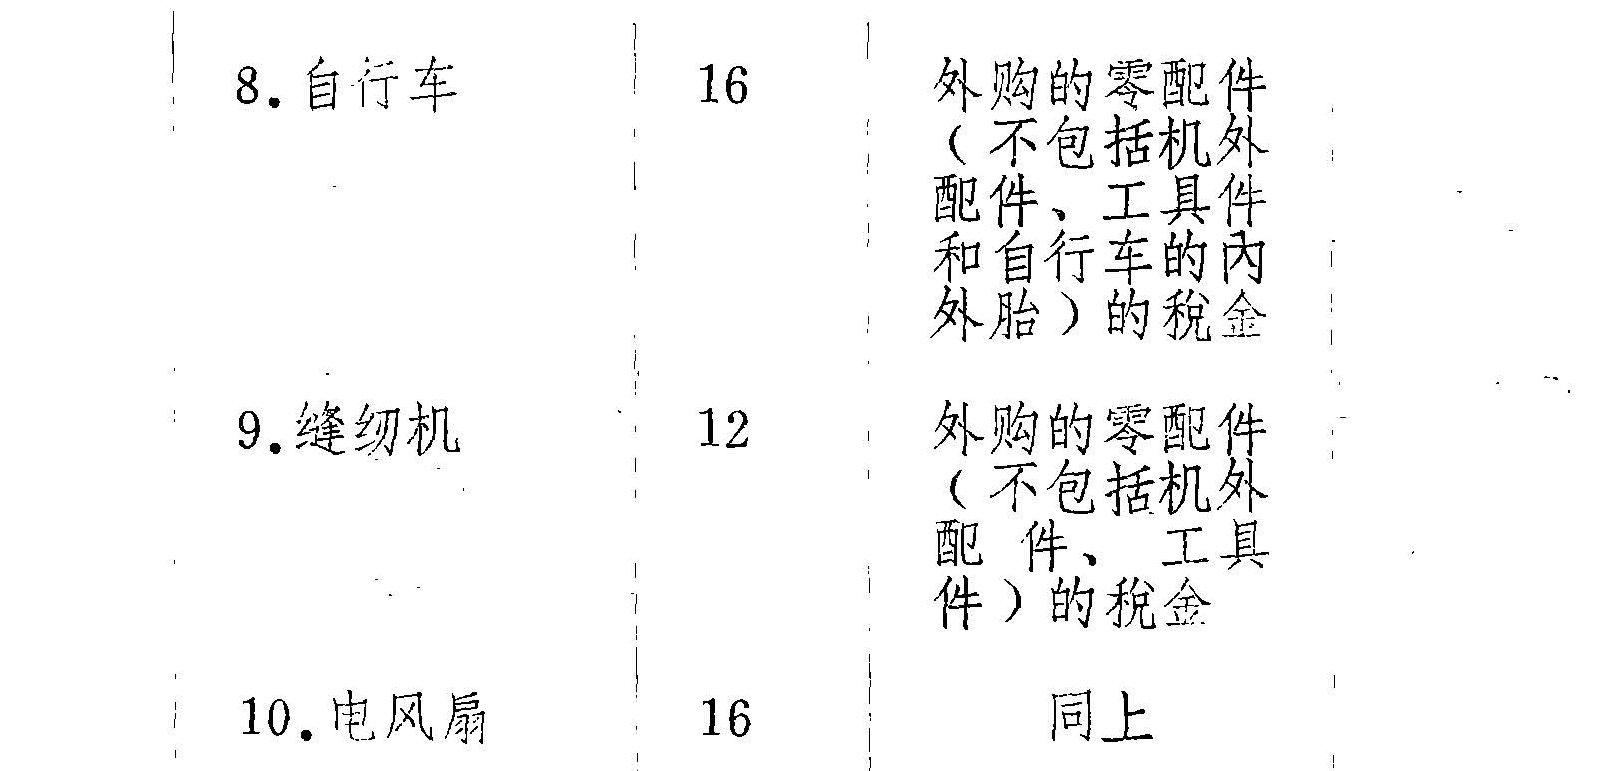 8.自行车 16 外购的零配件
（不包括机外
配件、工具件
和自行车的內
外胎）的税金
9.缝纫机 12 外购的零配件
（不包括机外
配件、工具
件）的税金
10.电风扇 16 同上